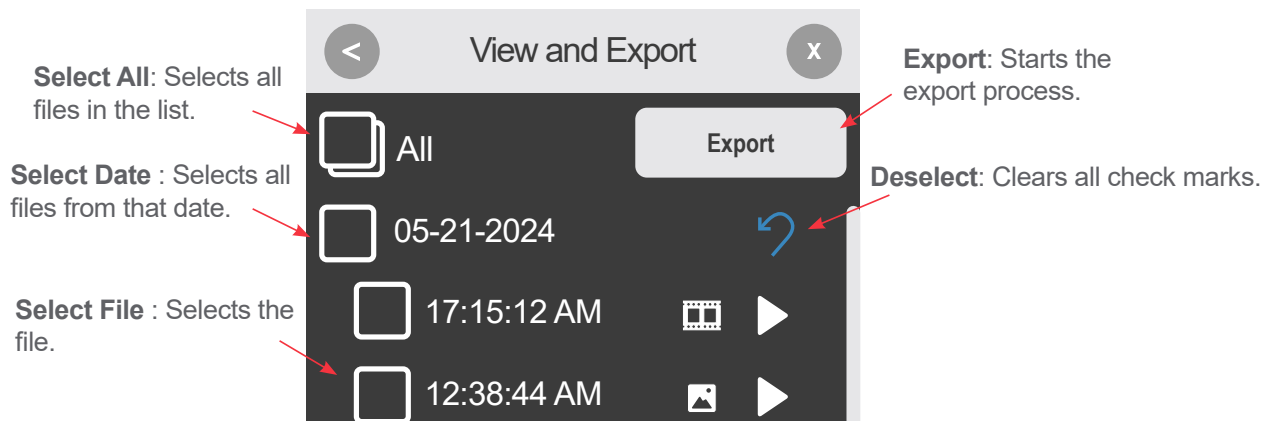 <
View and Export
X
Select All: Selects all
files in the list.
Export: Starts the
export process.
All
Export
Select Date : Selects all
files from that date.
Deselect: Clears all check marks.
05-21-2024
Select File : Selects the
file.
17:15:12 AM
12:38:44 AM